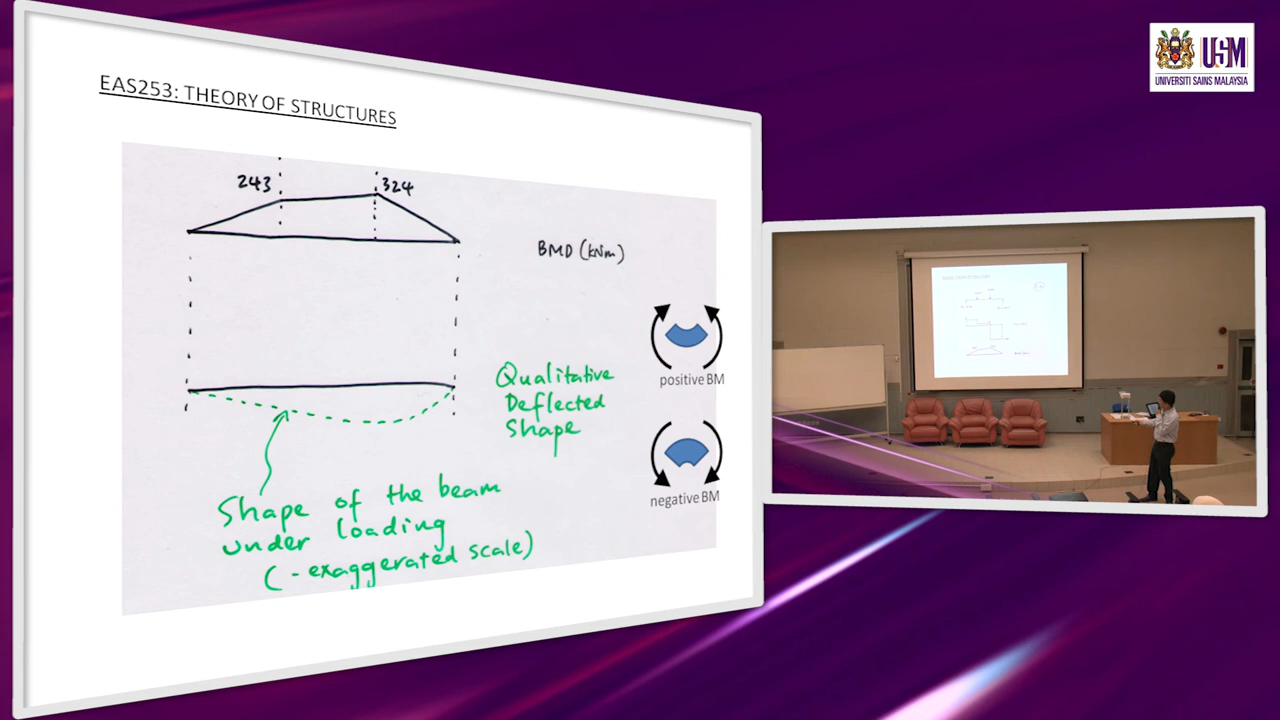 EAS253: THEORY OF STRUCTURES
243
324
BMD (kNm)
positive BM
Qualitative
Deflected
Shape
negative BM
Shape of the beam
under loading
(-exaggerated scale)
USM
UNIVERSITI SAINS MALAYSIA